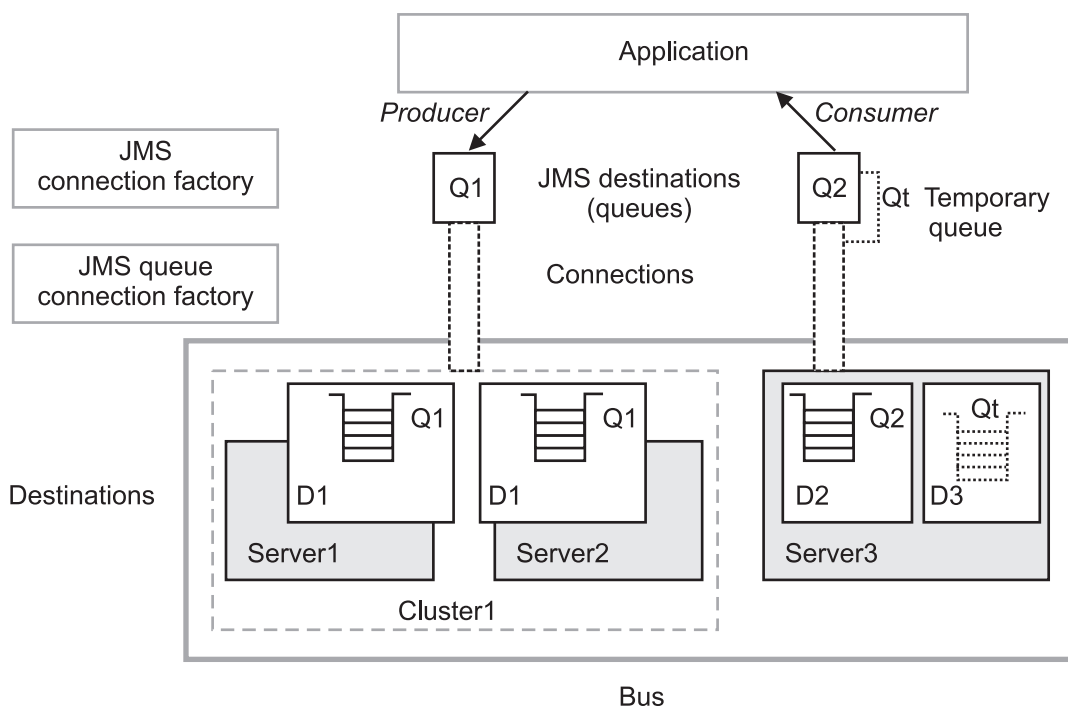 Application
Producer
Consumer
JMS
connection factory
Q1
JMS destinations
(queues)
Q2
Qt Temporary
queue
JMS queue
connection factory
Connections
Q1
Q1
Q2
Qt
Destinations
D1
D1
D2
D3
Server1
Server2
Server3
Cluster1
Bus